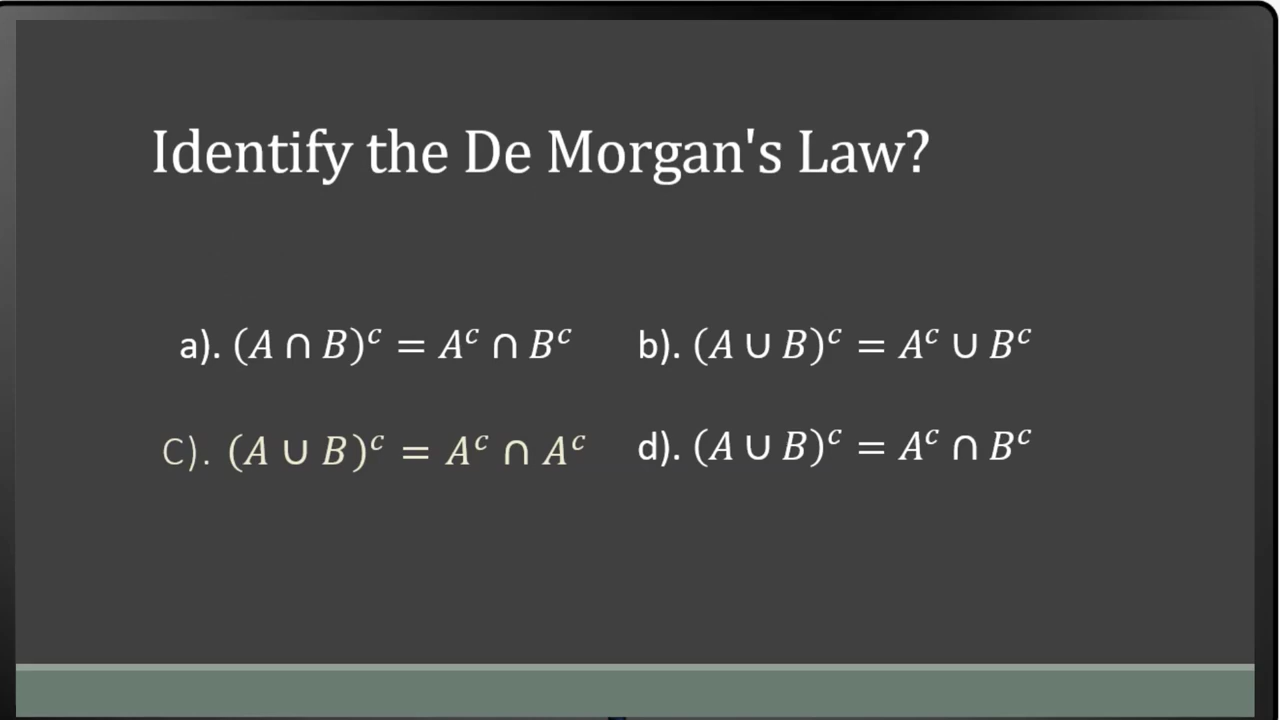 Identify the De Morgan's Law?
a). (A ∩ B)ᶜ = Aᶜ ∩ Bᶜ b). (A ∪ B)ᶜ = Aᶜ ∪ Bᶜ
C). (A ∪ B)ᶜ = Aᶜ ∩ Aᶜ d). (A ∪ B)ᶜ = Aᶜ ∩ Bᶜ